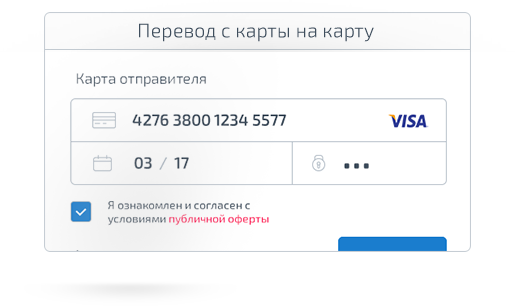 Перевод с карты на карту
Карта отправителя
4276 3800 1234 5577 VISA
03 / 17 •••
Я ознакомлен и согласен с
условиями публичной оферты